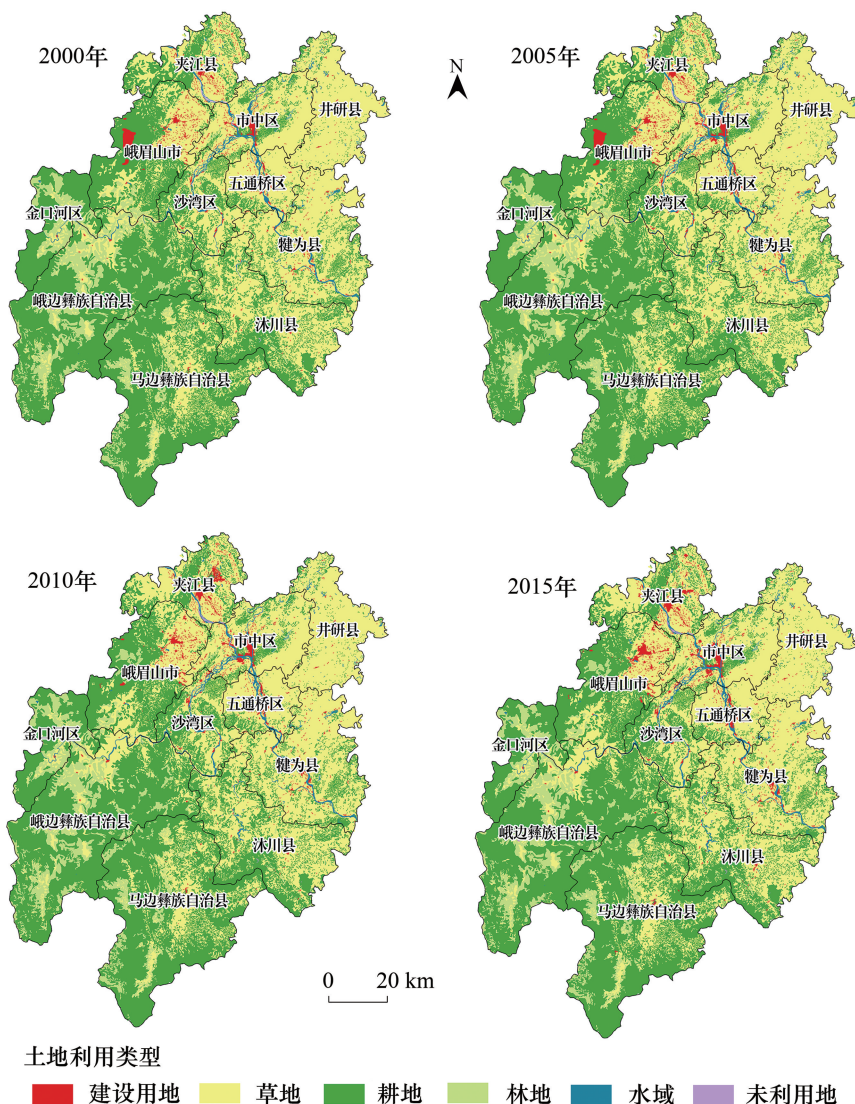 2000年
夹江县
市中区
井研县
峨眉山市
五通桥区
沙湾区
金口河区
犍为县
峨边彝族自治县
沐川县
马边彝族自治县
N
2005年
夹江县
市中区
井研县
峨眉山市
五通桥区
沙湾区
金口河区
犍为县
峨边彝族自治县
沐川县
马边彝族自治县
2010年
夹江县
市中区
井研县
峨眉山市
五通桥区
沙湾区
金口河区
犍为县
峨边彝族自治县
沐川县
马边彝族自治县
2015年
夹江县
市中区
井研县
峨眉山市
五通桥区
沙湾区
金口河区
犍为县
峨边彝族自治县
沐川县
马边彝族自治县
0 20 km
土地利用类型
建设用地 草地 耕地 林地 水域 未利用地